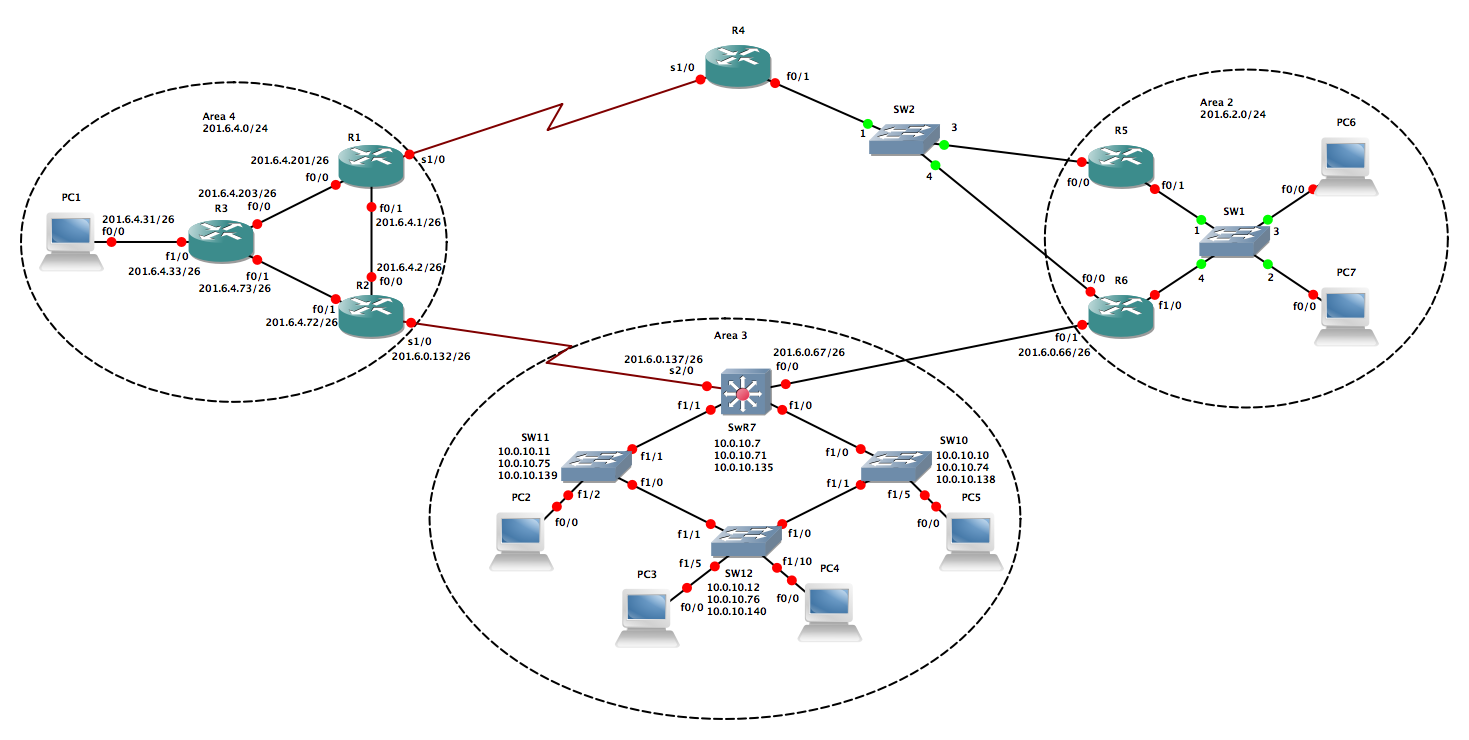 R4
s1/0
f0/1
SW2
1
3
4
Area 4
201.6.4.0/24
R1
s1/0
201.6.4.201/26
f0/0
f0/1
201.6.4.1/26
201.6.4.203/26
f0/0
R3
PC1
201.6.4.31/26
f0/0
f1/0
201.6.4.33/26
f0/1
201.6.4.73/26
201.6.4.2/26
f0/0
R2
f0/1
201.6.4.72/26
s1/0
201.6.0.132/26
Area 2
201.6.2.0/24
R5
f0/0
f0/1
PC6
f0/0
SW1
1
3
4
2
PC7
f0/0
f0/0
R6
f1/0
f0/1
201.6.0.66/26
Area 3
201.6.0.137/26
s2/0
201.6.0.67/26
f0/0
f1/1
f1/0
SwR7
10.0.10.7
10.0.10.71
10.0.10.135
SW11
10.0.10.11
10.0.10.75
10.0.10.139
f1/1
f1/0
f1/2
PC2
f0/0
SW10
10.0.10.10
10.0.10.74
10.0.10.138
f1/0
f1/1
f1/5
PC5
f0/0
f1/1
f1/0
f1/5
f1/10
SW12
10.0.10.12
10.0.10.76
10.0.10.140
PC3
f0/0
PC4
f0/0